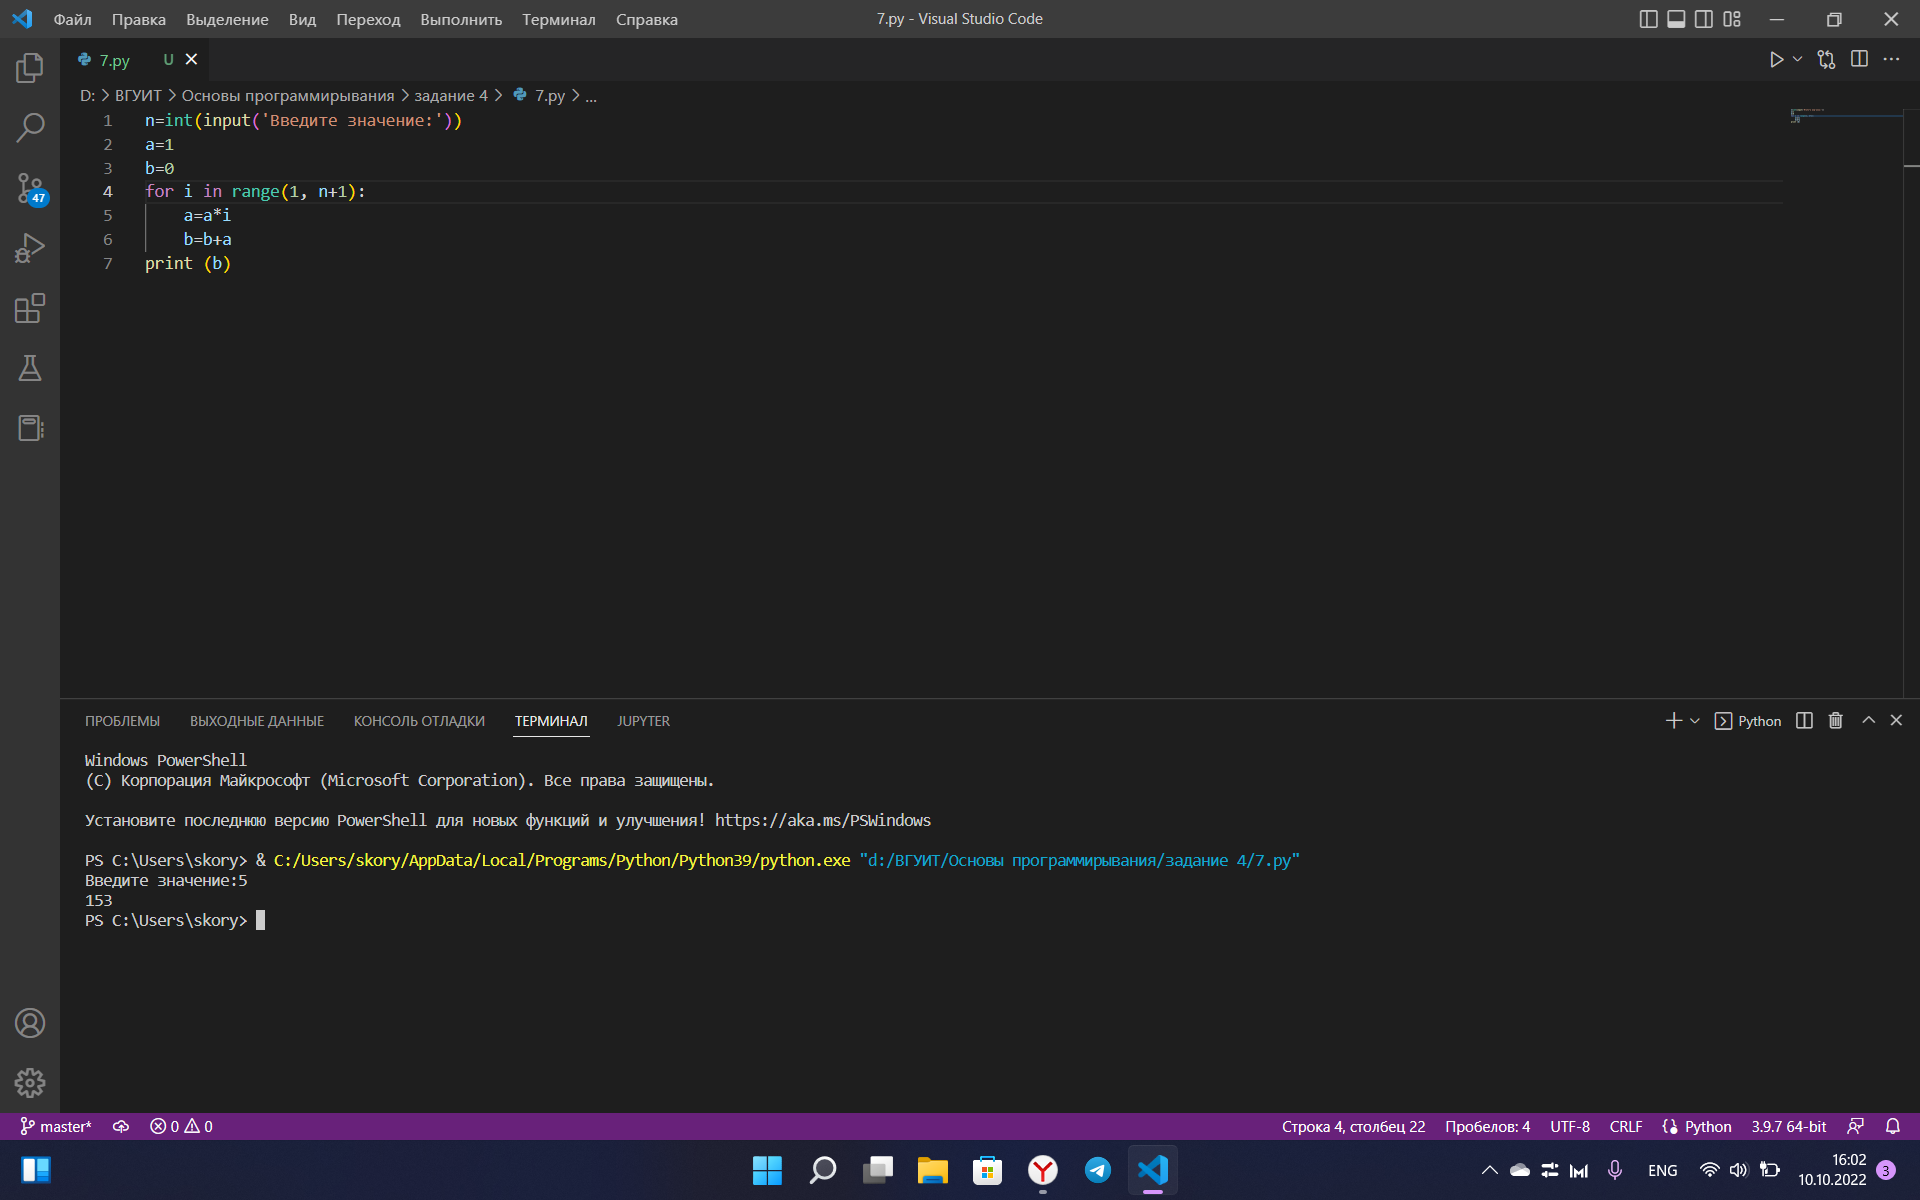 Файл Правка Выделение Вид Переход Выполнить Терминал Справка 7.py - Visual Studio Code
7.py U
D: ВГУИТ Основы программирывания задание 4 7.py ...
1 n=int(input('Введите значение:'))
2 a=1
3 b=0
4 for i in range(1, n+1):
5 a=a*i
6 b=b+a
7 print (b)
47
ПРОБЛЕМЫ ВЫХОДНЫЕ ДАННЫЕ КОНСОЛЬ ОТЛАДКИ ТЕРМИНАЛ JUPYTER Python
Windows PowerShell
(C) Корпорация Майкрософт (Microsoft Corporation). Все права защищены.
Установите последнюю версию PowerShell для новых функций и улучшения! https://aka.ms/PSWindows
PS C:\Users\skory> & C:/Users/skory/AppData/Local/Programs/Python/Python39/python.exe "d:/ВГУИТ/Основы программирывания/задание 4/7.py"
Введите значение:5
153
PS C:\Users\skory>
master* 0 0 Строка 4, столбец 22 Пробелов: 4 UTF-8 CRLF Python 3.9.7 64-bit
ENG 16:02
10.10.2022 3